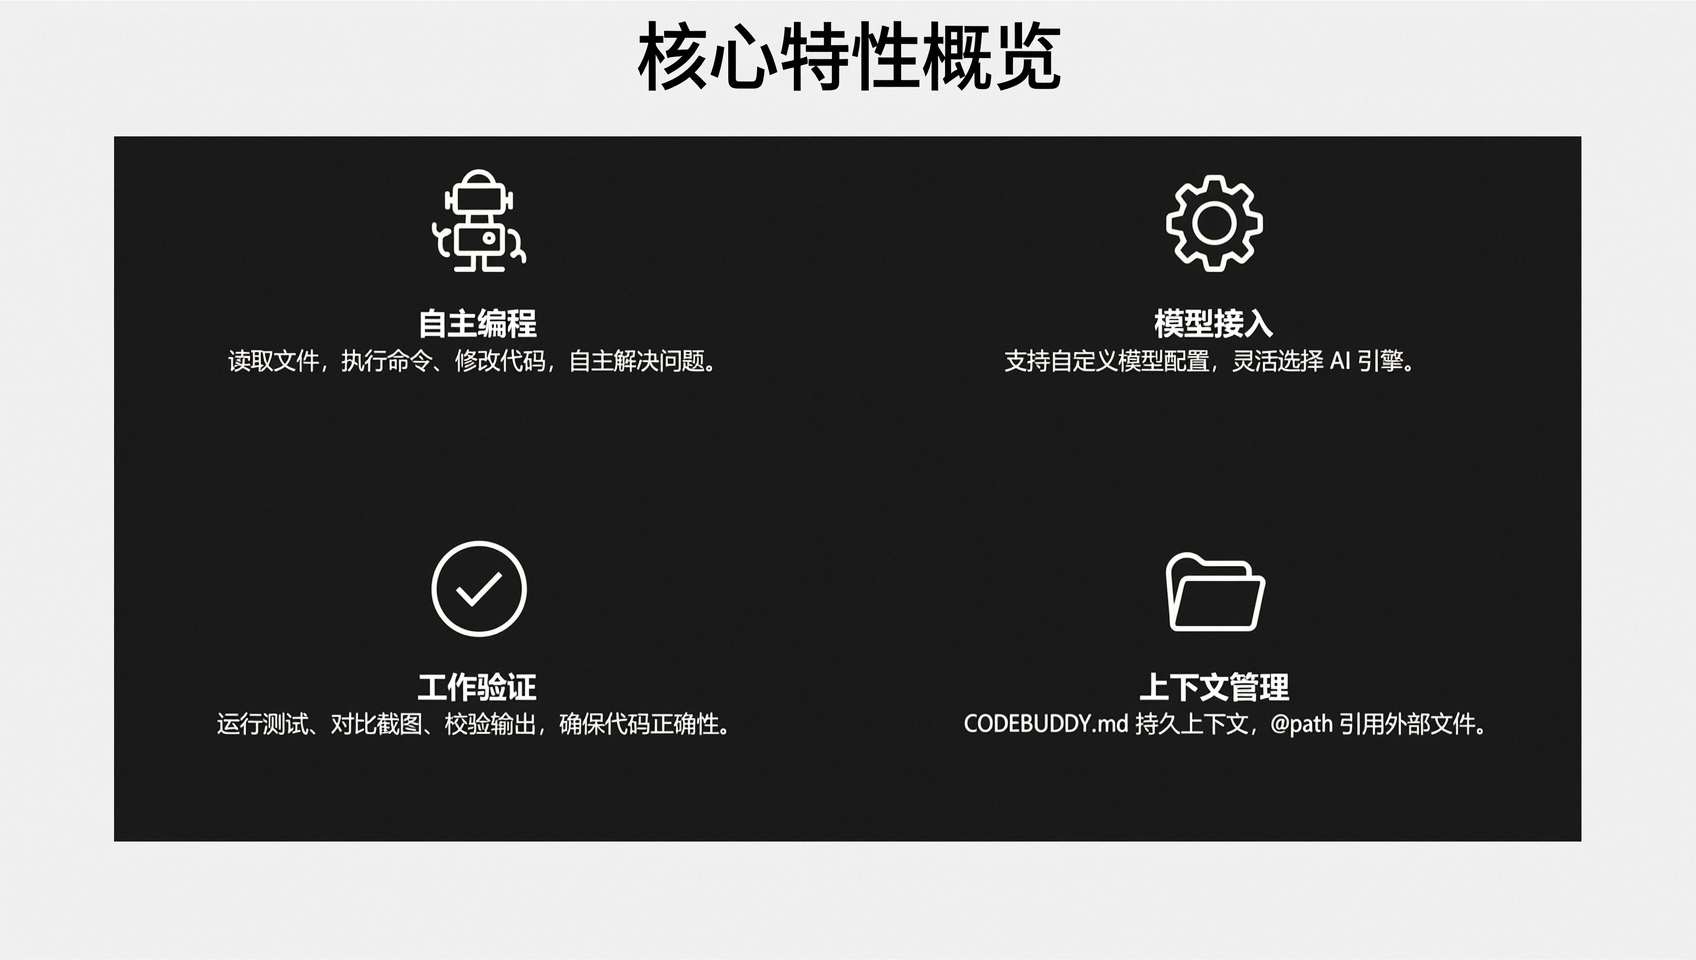 核心特性概览
自主编程
读取文件，执行命令、修改代码，自主解决问题。
模型接入
支持自定义模型配置，灵活选择 AI 引擎。
工作验证
运行测试、对比截图、校验输出，确保代码正确性。
上下文管理
CODEBUDDY.md 持久上下文，@path 引用外部文件。